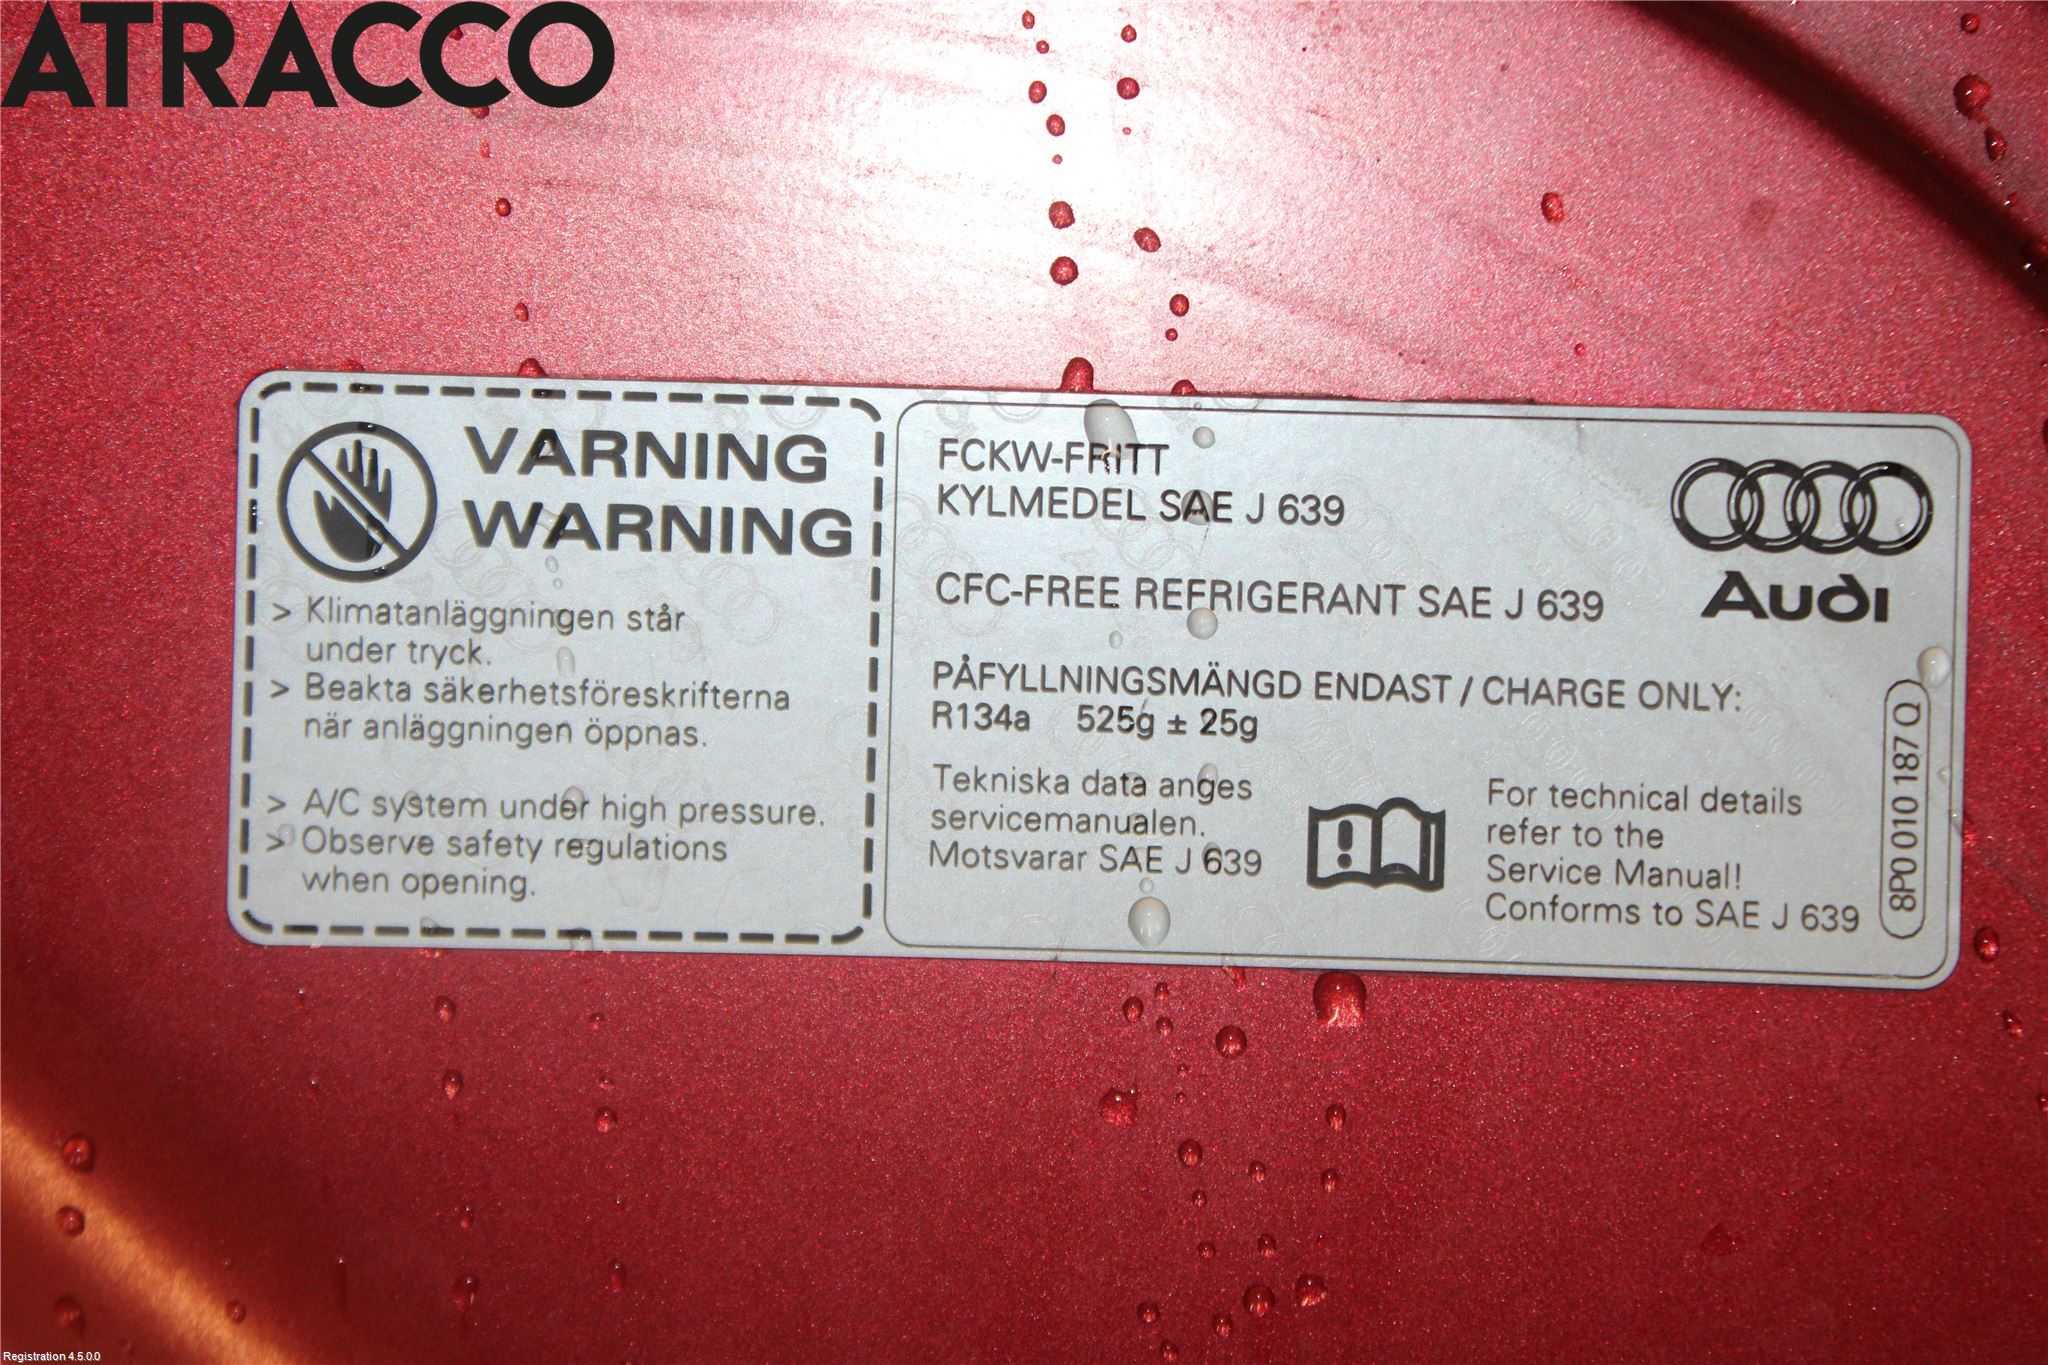 ATRACCO
VARNING
WARNING
> Klimatanläggningen står
under tryck.
> Beakta säkerhetsföreskrifterna
när anläggningen öppnas.
> A/C system under high pressure.
> Observe safety regulations
when opening.
FCKW-FRITT
KYLMEDEL SAE J 639
CFC-FREE REFRIGERANT SAE J 639
PÅFYLLNINGSMÄNGD ENDAST / CHARGE ONLY:
R134a 525g ± 25g
Tekniska data anges
servicemanualen.
Motsvarar SAE J 639
For technical details
refer to the
Service Manual!
Conforms to SAE J 639
Audi
8P0 010 187 Q
Registration 4.5.0.0